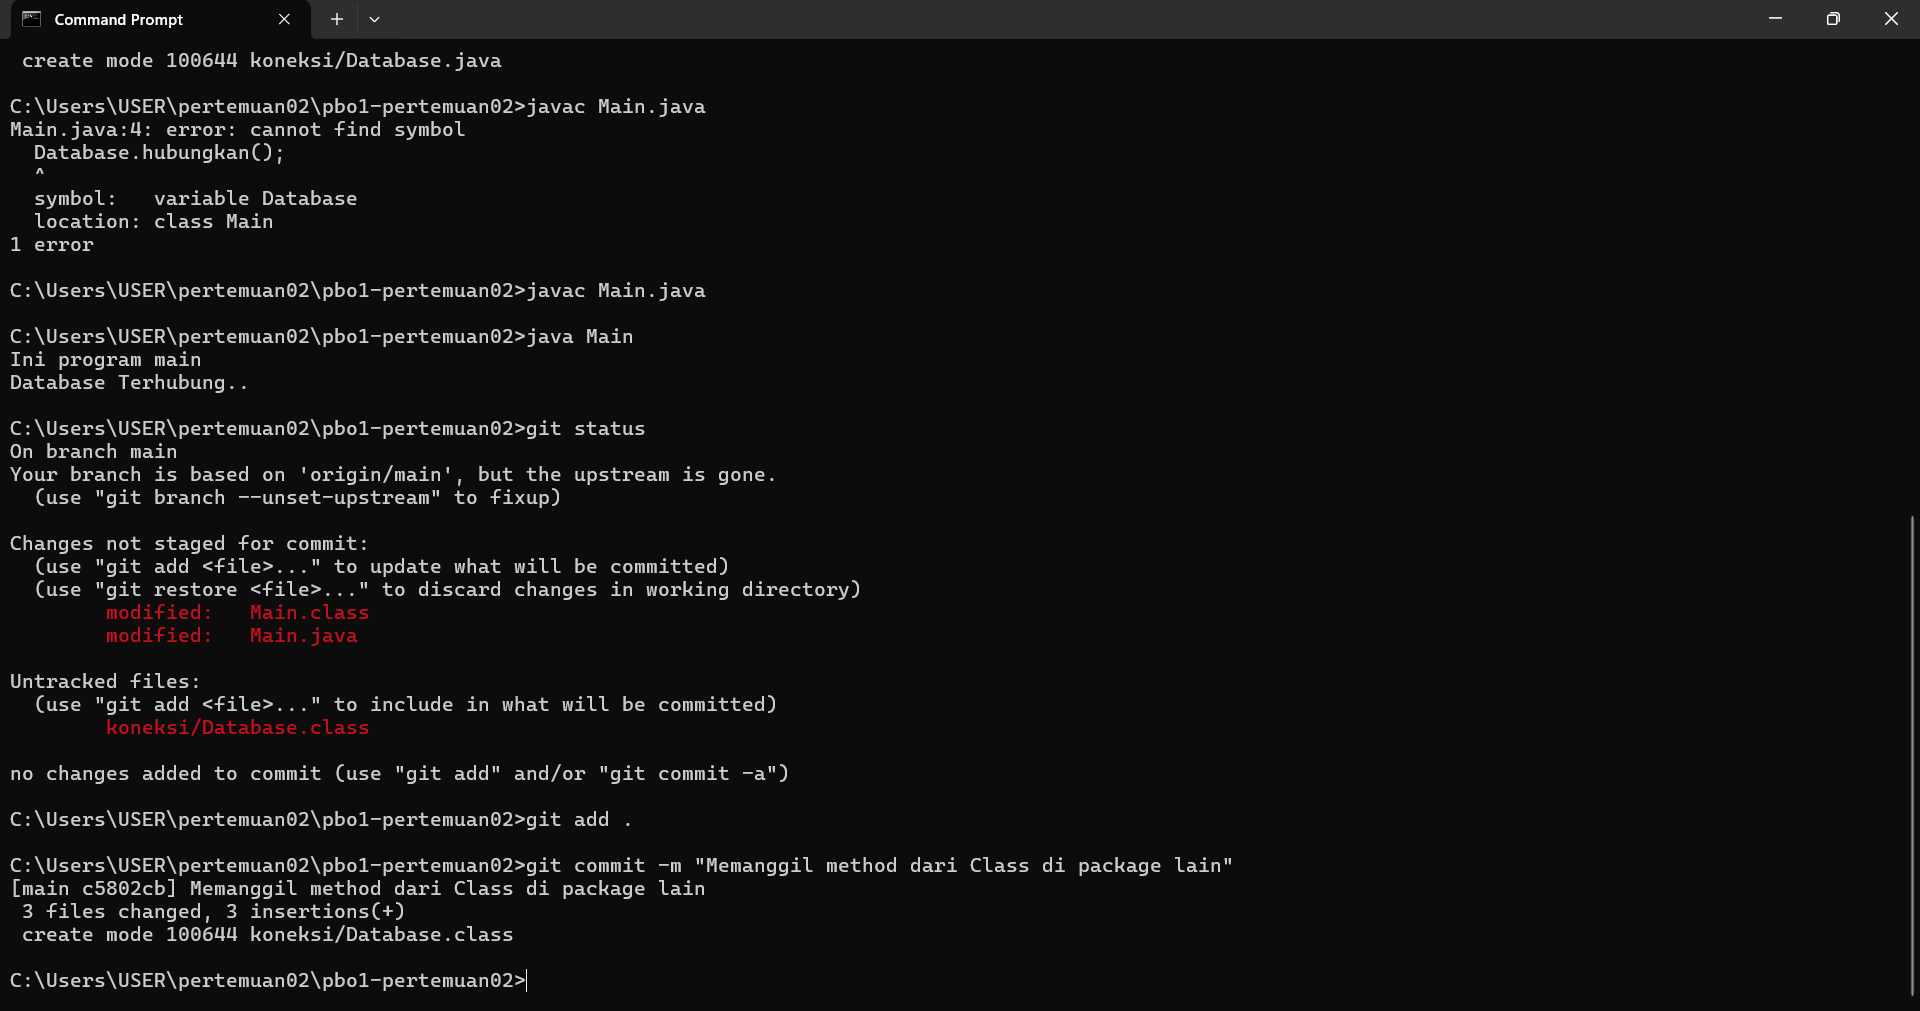 Command Prompt
create mode 100644 koneksi/Database.java
C:\Users\USER\pertemuan02\pbo1-pertemuan02>javac Main.java
Main.java:4: error: cannot find symbol
Database.hubungkan();
^
symbol:   variable Database
location: class Main
1 error
C:\Users\USER\pertemuan02\pbo1-pertemuan02>javac Main.java
C:\Users\USER\pertemuan02\pbo1-pertemuan02>java Main
Ini program main
Database Terhubung..
C:\Users\USER\pertemuan02\pbo1-pertemuan02>git status
On branch main
Your branch is based on 'origin/main', but the upstream is gone.
(use "git branch --unset-upstream" to fixup)
Changes not staged for commit:
(use "git add <file>..." to update what will be committed)
(use "git restore <file>..." to discard changes in working directory)
modified:   Main.class
modified:   Main.java
Untracked files:
(use "git add <file>..." to include in what will be committed)
koneksi/Database.class
no changes added to commit (use "git add" and/or "git commit -a")
C:\Users\USER\pertemuan02\pbo1-pertemuan02>git add .
C:\Users\USER\pertemuan02\pbo1-pertemuan02>git commit -m "Memanggil method dari Class di package lain"
[main c5802cb] Memanggil method dari Class di package lain
3 files changed, 3 insertions(+)
create mode 100644 koneksi/Database.class
C:\Users\USER\pertemuan02\pbo1-pertemuan02>